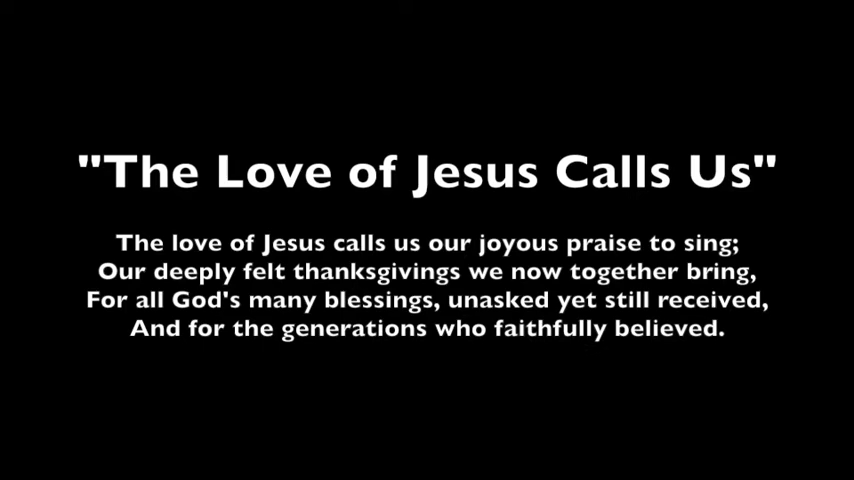 "The Love of Jesus Calls Us"
The love of Jesus calls us our joyous praise to sing;
Our deeply felt thanksgivings we now together bring,
For all God's many blessings, unasked yet still received,
And for the generations who faithfully believed.